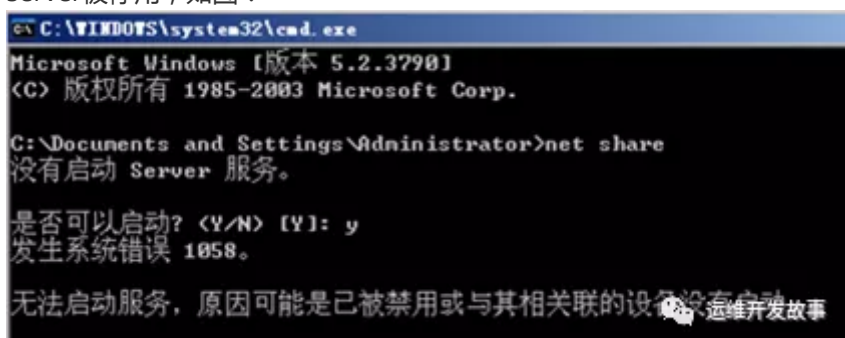 C:\WINDOWS\system32\cmd.exe
Microsoft Windows [版本 5.2.3790]
(C) 版权所有 1985-2003 Microsoft Corp.
C:\Documents and Settings\Administrator>net share
没有启动 Server 服务。
是否可以启动? (Y/N) [Y]: y
发生系统错误 1058。
无法启动服务，原因可能是已被禁用或与其相关联的设
运维开发故事